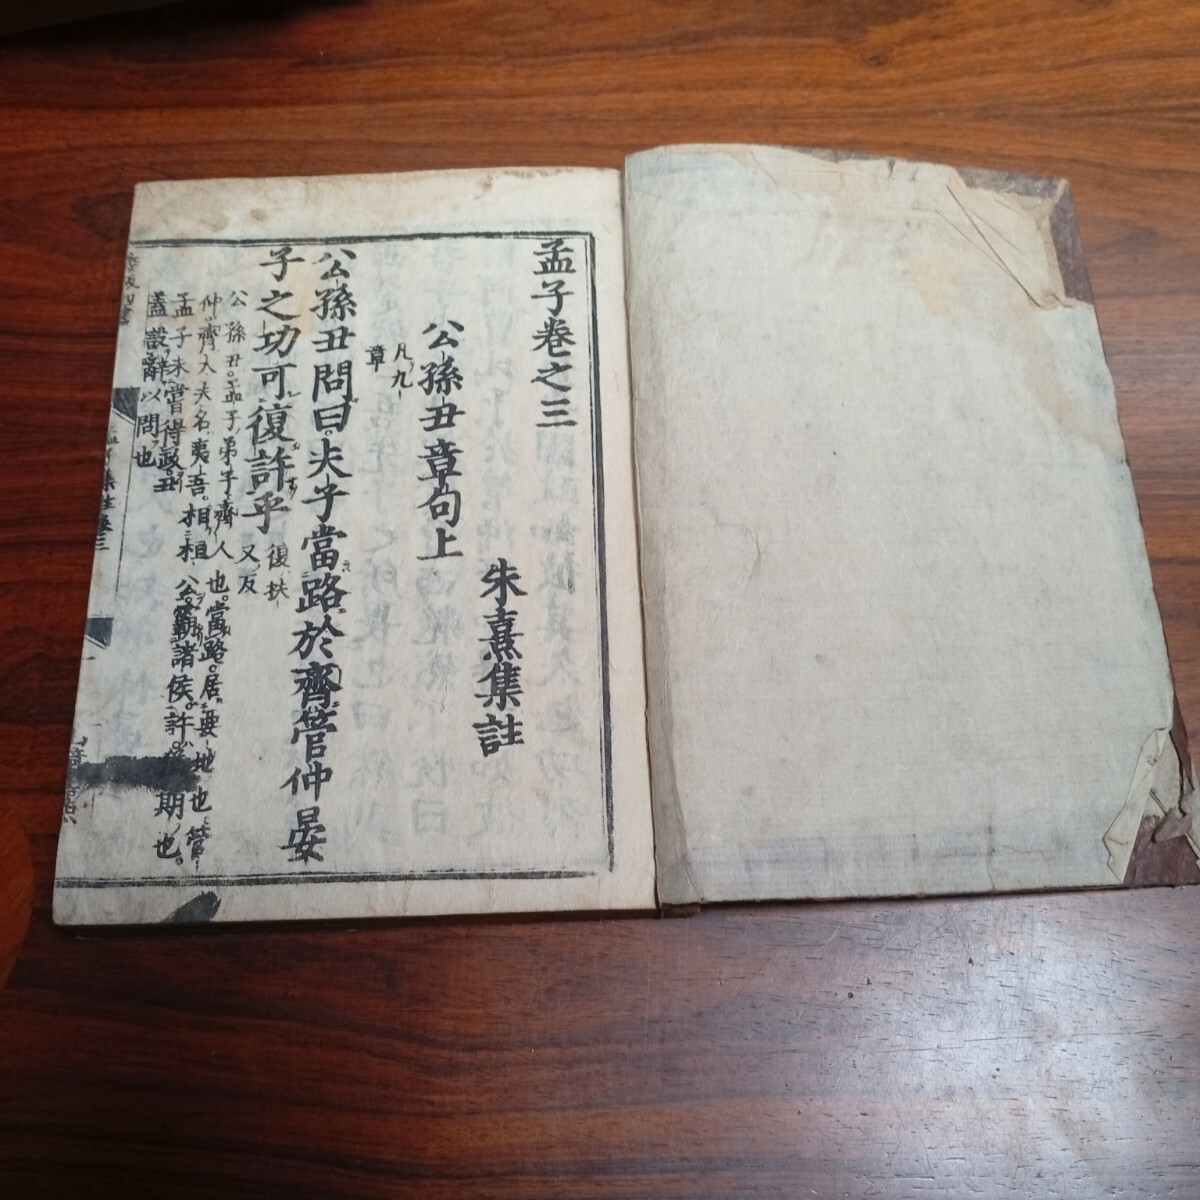 孟子卷之三
朱熹集註
公孫丑章句上
凡九
章
公孫丑問曰夫子當路於齊管仲晏
子之功可復許乎
復扶
又反
公孫丑。孟子弟子齊人也。當路。居要地也管
仲齊大夫名夷吾。相桓公霸諸侯。許。猶期也。
孟子未嘗得政。丑
蓋設辭以問也